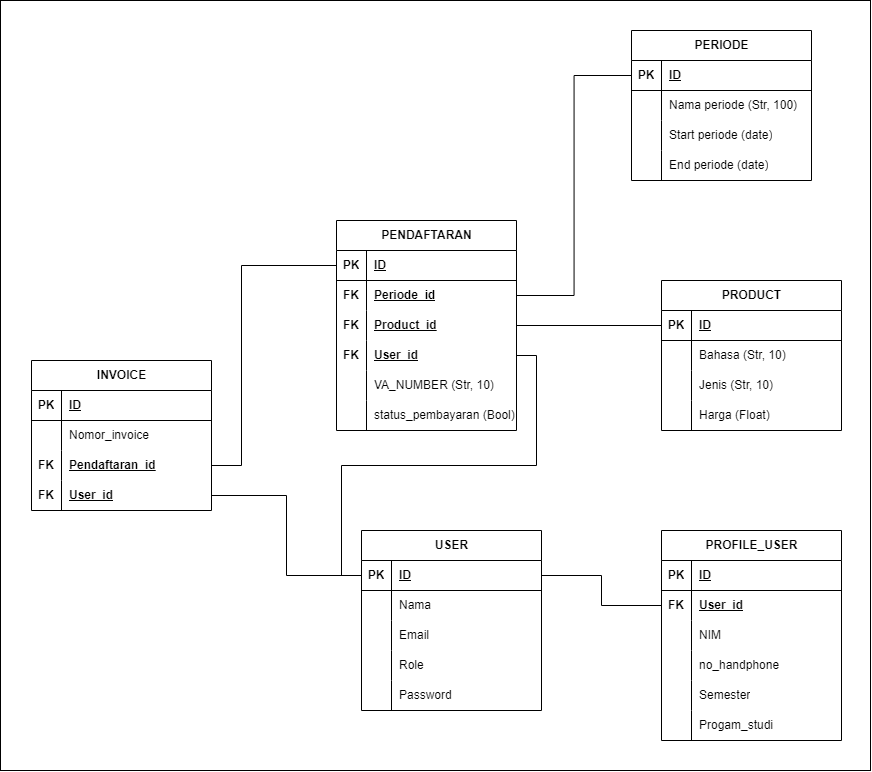 PERIODE
PK ID
Nama periode (Str, 100)
Start periode (date)
End periode (date)
PENDAFTARAN
PK ID
FK Periode_id
FK Product_id
FK User_id
VA_NUMBER (Str, 10)
status_pembayaran (Bool)
PRODUCT
PK ID
Bahasa (Str, 10)
Jenis (Str, 10)
Harga (Float)
INVOICE
PK ID
Nomor_invoice
FK Pendaftaran_id
FK User_id
USER
PK ID
Nama
Email
Role
Password
PROFILE_USER
PK ID
FK User_id
NIM
no_handphone
Semester
Progam_studi